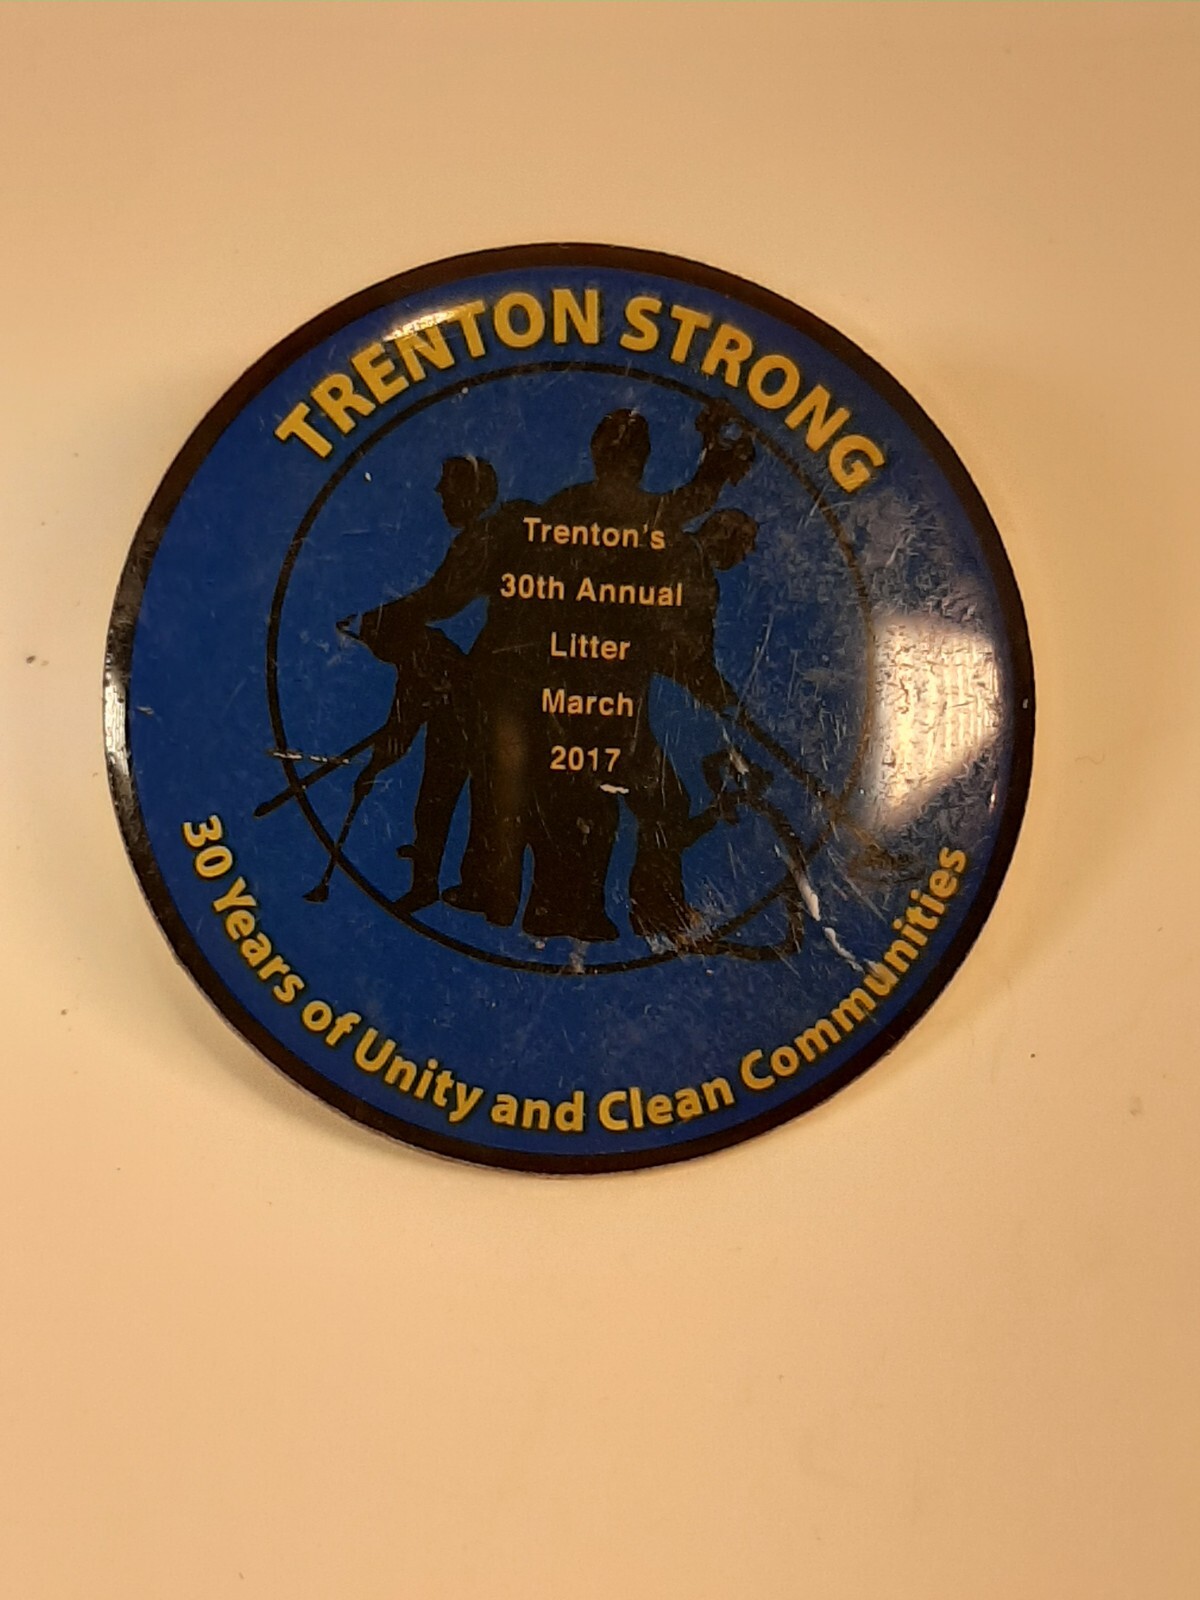 TRENTON STRONG
Trenton's
30th Annual
Litter
March
2017
30 Years of Unity and Clean Communities